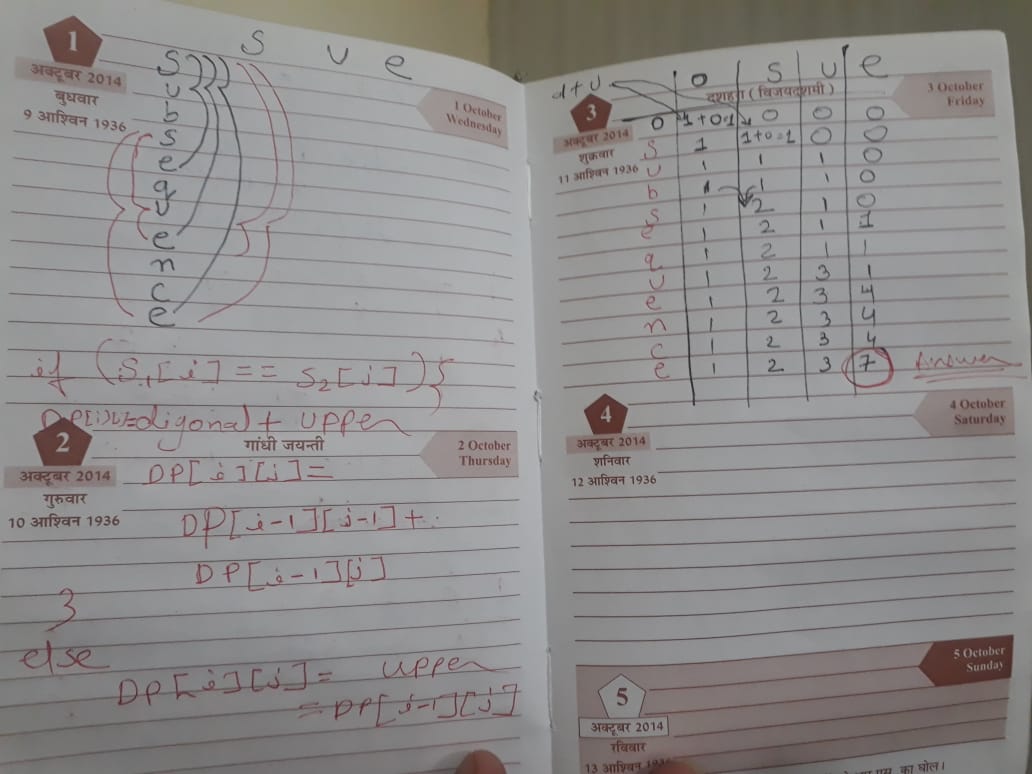 1
अक्टूबर 2014
बुधवार
9 आश्विन 1936
1 October
Wednesday
S u e
S
u
b
s
e
q
u
e
n
c
e
if (S1[i] == S2[j]) {
DP[i][j]=digonal + upper
2
अक्टूबर 2014
गुरुवार
10 आश्विन 1936
गांधी जयन्ती
2 October
Thursday
DP[i][j]=
DP[i-1][j-1] +
DP[i-1][j]
}
else
DP[i][j]= upper
=DP[i-1][j]
d+U 0 S U e
3
अक्टूबर 2014
शुक्रवार
11 आश्विन 1936
दशहरा (विजयदशमी)
3 October
Friday
0 1+0=1 0 0 0
S 1 1+0=1 0 0
u 1 1 1 0
b 1 1 1 0
s 1 2 1 0
e 1 2 1 1
q 1 2 1 1
u 1 2 3 1
e 1 2 3 4
n 1 2 3 4
c 1 2 3 4
e 1 2 3 7 Answer
4
अक्टूबर 2014
शनिवार
12 आश्विन 1936
4 October
Saturday
5
अक्टूबर 2014
रविवार
13 आश्विन 1936
5 October
Sunday
का घोल।